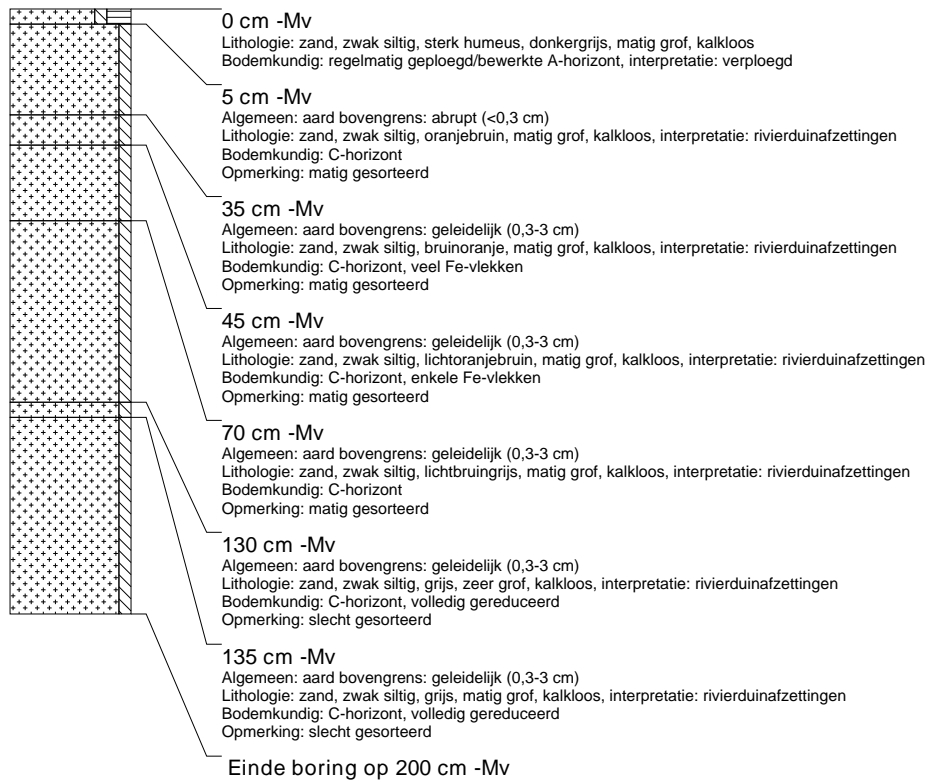 0 cm -Mv
Lithologie: zand, zwak siltig, sterk humeus, donkergrijs, matig grof, kalkloos
Bodemkundig: regelmatig geploegd/bewerkte A-horizont, interpretatie: verploegd
5 cm -Mv
Algemeen: aard bovengrens: abrupt (<0,3 cm)
Lithologie: zand, zwak siltig, oranjebruin, matig grof, kalkloos, interpretatie: rivierduinafzettingen
Bodemkundig: C-horizont
Opmerking: matig gesorteerd
35 cm -Mv
Algemeen: aard bovengrens: geleidelijk (0,3-3 cm)
Lithologie: zand, zwak siltig, bruinoranje, matig grof, kalkloos, interpretatie: rivierduinafzettingen
Bodemkundig: C-horizont, veel Fe-vlekken
Opmerking: matig gesorteerd
45 cm -Mv
Algemeen: aard bovengrens: geleidelijk (0,3-3 cm)
Lithologie: zand, zwak siltig, lichtoranjebruin, matig grof, kalkloos, interpretatie: rivierduinafzettingen
Bodemkundig: C-horizont, enkele Fe-vlekken
Opmerking: matig gesorteerd
70 cm -Mv
Algemeen: aard bovengrens: geleidelijk (0,3-3 cm)
Lithologie: zand, zwak siltig, lichtbruingrijs, matig grof, kalkloos, interpretatie: rivierduinafzettingen
Bodemkundig: C-horizont
Opmerking: matig gesorteerd
130 cm -Mv
Algemeen: aard bovengrens: geleidelijk (0,3-3 cm)
Lithologie: zand, zwak siltig, grijs, zeer grof, kalkloos, interpretatie: rivierduinafzettingen
Bodemkundig: C-horizont, volledig gereduceerd
Opmerking: slecht gesorteerd
135 cm -Mv
Algemeen: aard bovengrens: geleidelijk (0,3-3 cm)
Lithologie: zand, zwak siltig, grijs, matig grof, kalkloos, interpretatie: rivierduinafzettingen
Bodemkundig: C-horizont, volledig gereduceerd
Opmerking: slecht gesorteerd
Einde boring op 200 cm -Mv